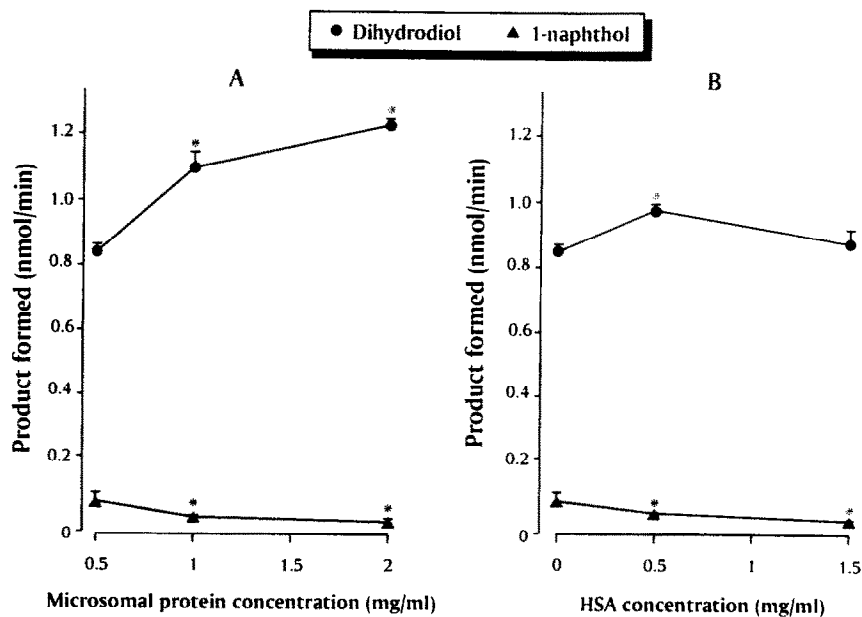 ● Dihydrodiol ▲ 1-naphthol
A
Product formed (nmol/min)
1.2
1.0
0.8
0.6
0.4
0.2
0
0.5 1 1.5 2
Microsomal protein concentration (mg/ml)
*
*
*
*
B
Product formed (nmol/min)
1.2
1.0
0.8
0.6
0.4
0.2
0
0 0.5 1 1.5
HSA concentration (mg/ml)
*
*
*